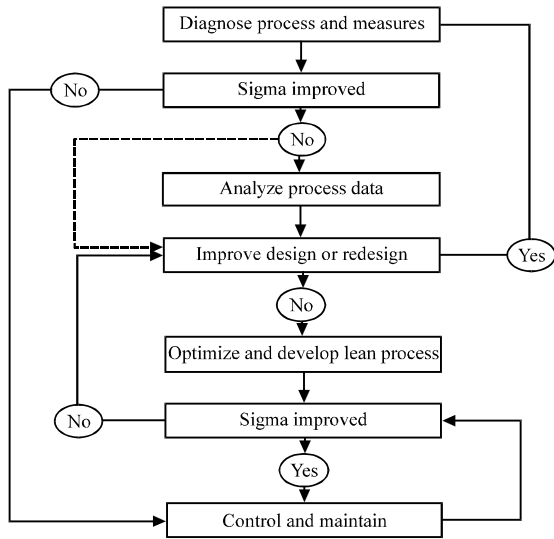 Diagnose process and measures
No
Sigma improved
No
Analyze process data
Improve design or redesign
Yes
No
Optimize and develop lean process
No
Sigma improved
Yes
Control and maintain